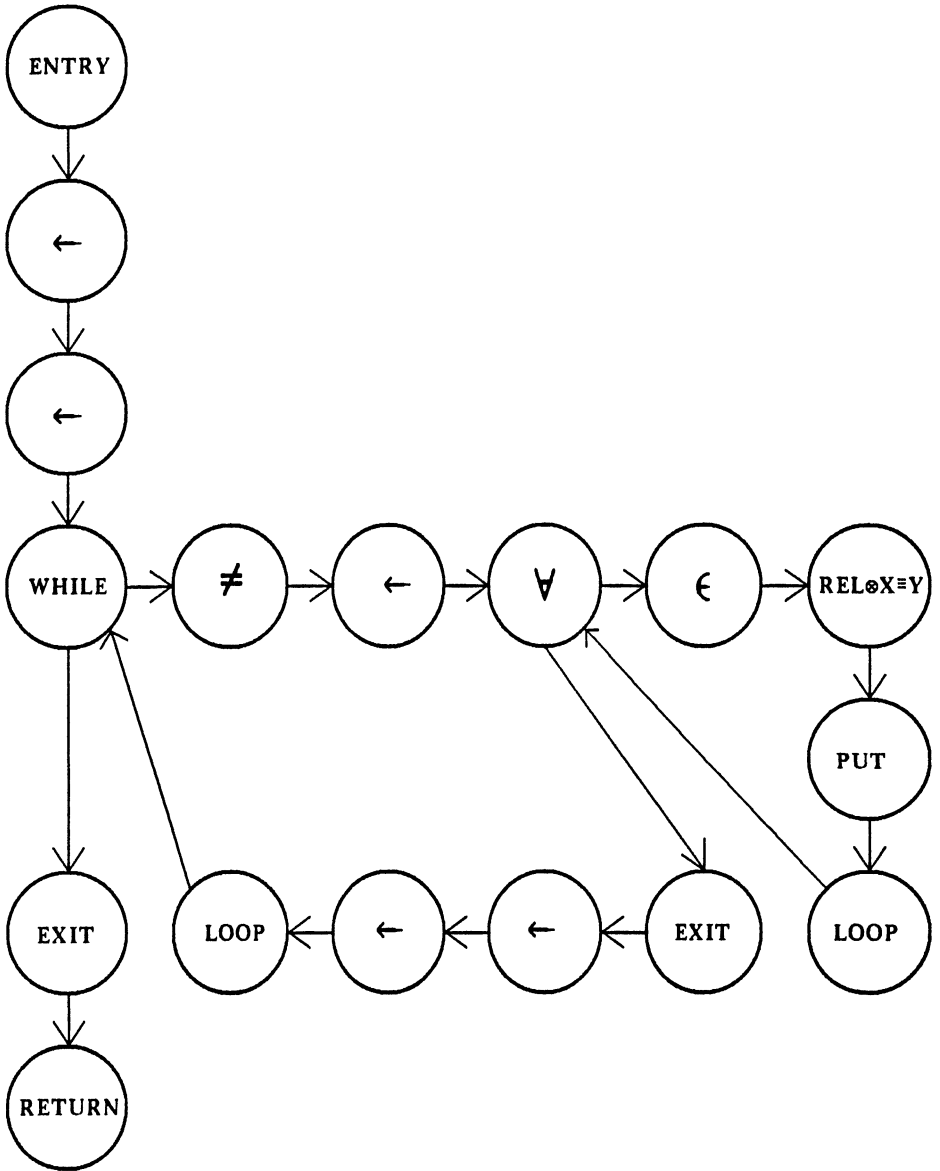 ENTRY
←
←
WHILE ≠ ← ∀ ϵ REL⊗X≡Y
PUT
EXIT LOOP ← ← EXIT LOOP
RETURN